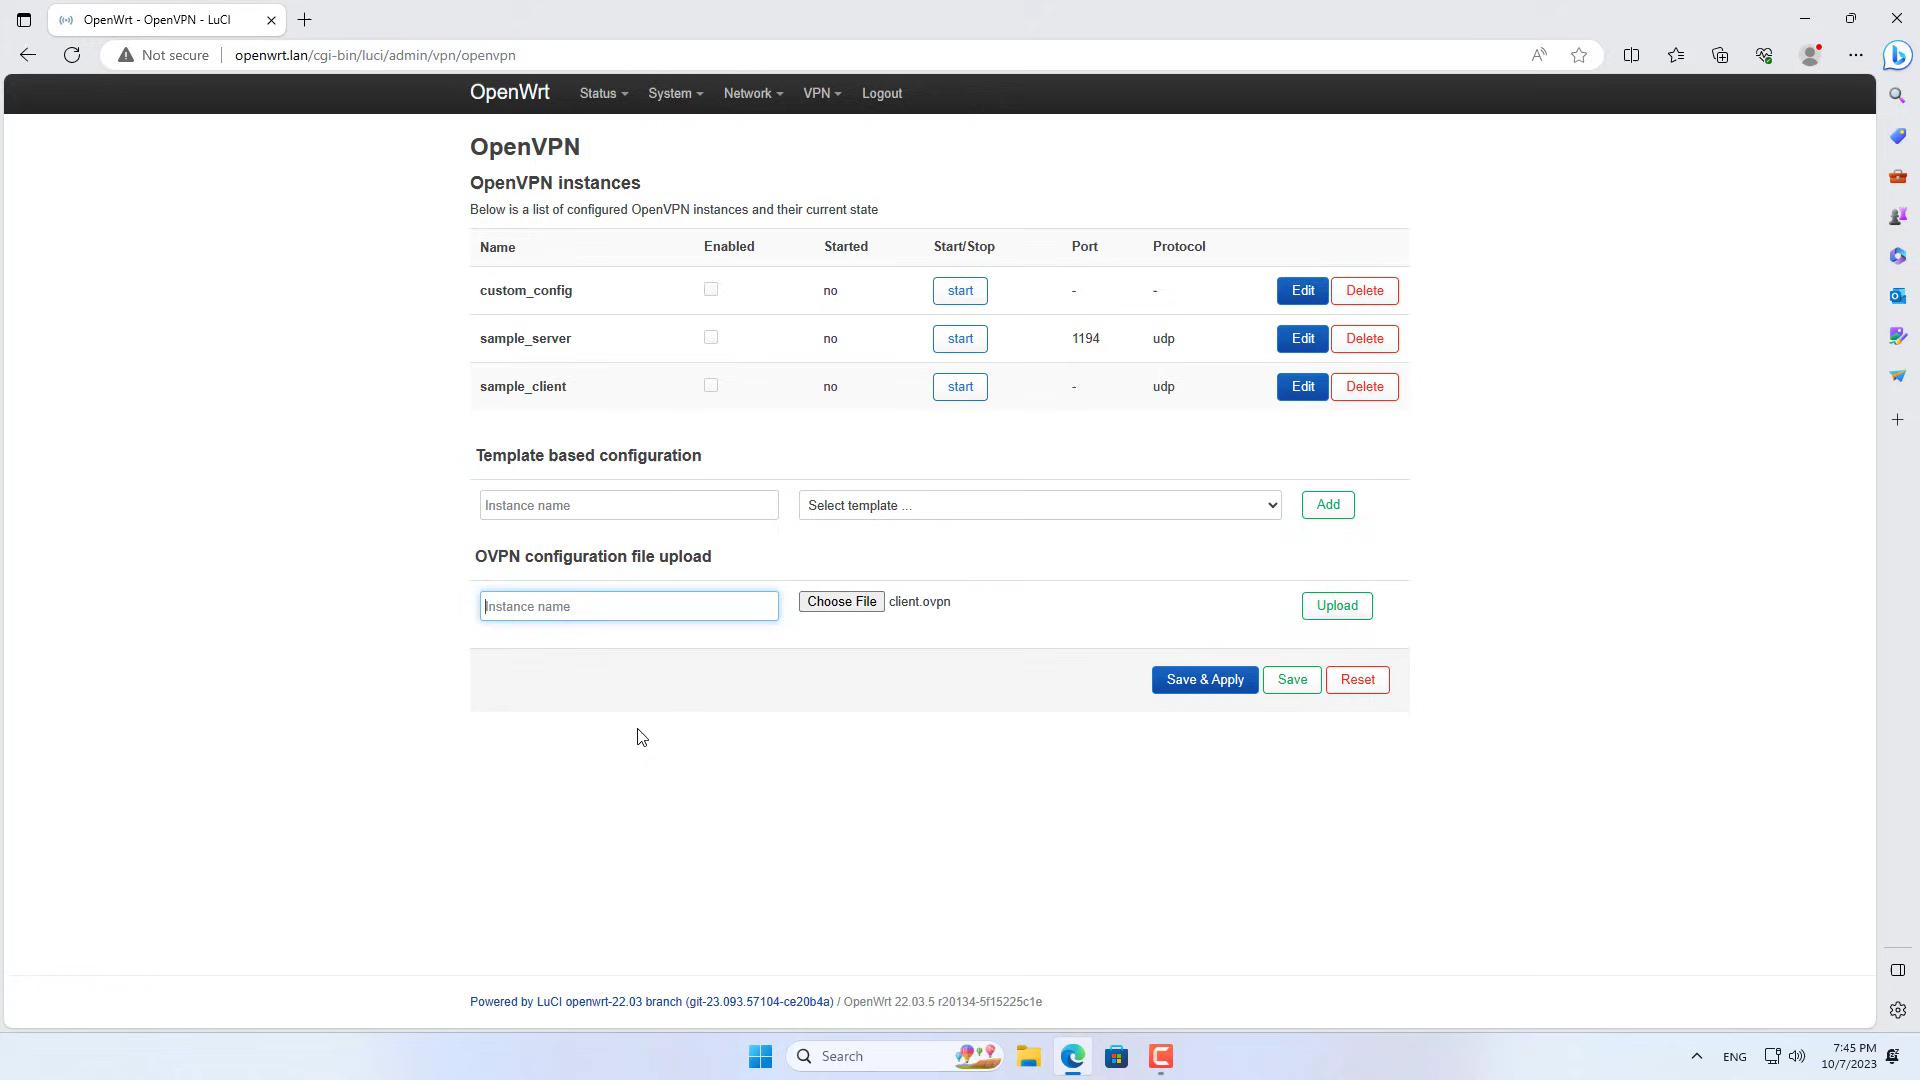 OpenWrt - OpenVPN - LuCI
Not secure
openwrt.lan/cgi-bin/luci/admin/vpn/openvpn
OpenWrt Status System Network VPN Logout
OpenVPN
OpenVPN instances
Below is a list of configured OpenVPN instances and their current state
Name Enabled Started Start/Stop Port Protocol
custom_config no start - - Edit Delete
sample_server no start 1194 udp Edit Delete
sample_client no start - udp Edit Delete
Template based configuration
Instance name Select template ... Add
OVPN configuration file upload
Instance name Choose File client.ovpn Upload
Save & Apply Save Reset
Powered by LuCI openwrt-22.03 branch (git-23.093.57104-ce20b4a) / OpenWrt 22.03.5 r20134-5f15225c1e
Search
ENG
7:45 PM
10/7/2023